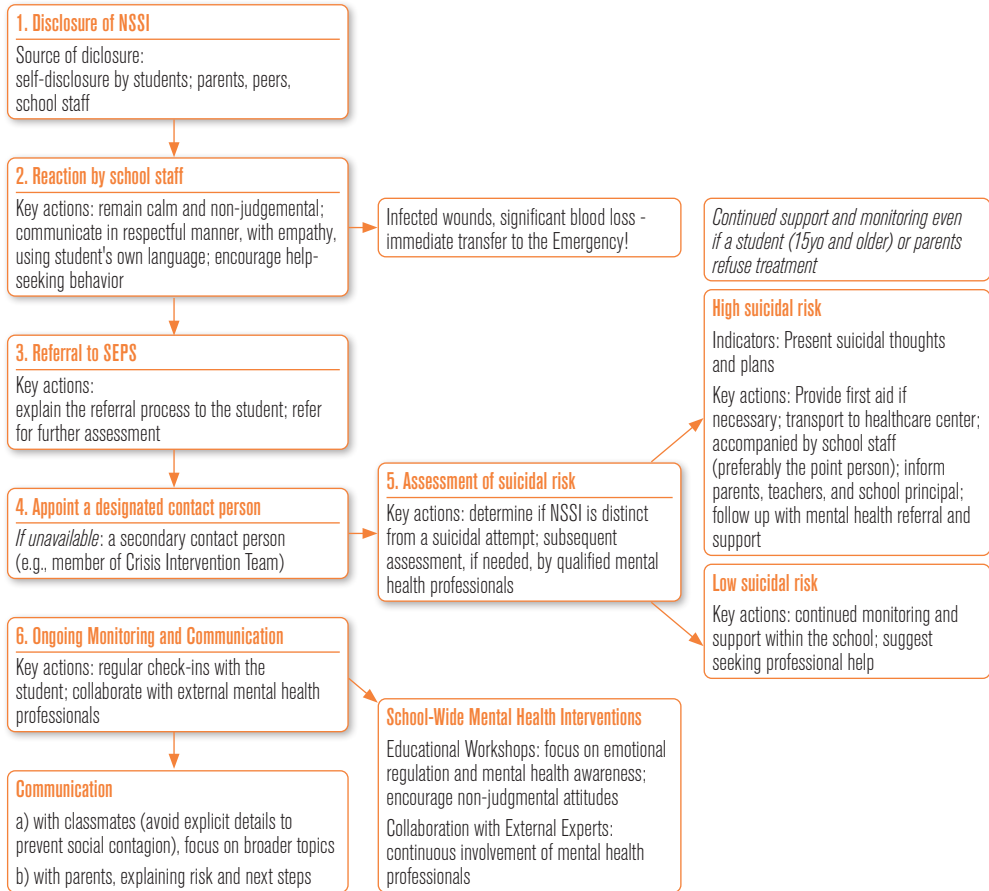 1. Disclosure of NSSI
Source of diclosure:
self-disclosure by students; parents, peers,
school staff
2. Reaction by school staff
Key actions: remain calm and non-judgemental;
communicate in respectful manner, with empathy,
using student's own language; encourage help-
seeking behavior
Infected wounds, significant blood loss -
immediate transfer to the Emergency!
Continued support and monitoring even
if a student (15yo and older) or parents
refuse treatment
3. Referral to SEPS
Key actions:
explain the referral process to the student; refer
for further assessment
4. Appoint a designated contact person
If unavailable: a secondary contact person
(e.g., member of Crisis Intervention Team)
5. Assessment of suicidal risk
Key actions: determine if NSSI is distinct
from a suicidal attempt; subsequent
assessment, if needed, by qualified mental
health professionals
High suicidal risk
Indicators: Present suicidal thoughts
and plans
Key actions: Provide first aid if
necessary; transport to healthcare center;
accompanied by school staff
(preferably the point person); inform
parents, teachers, and school principal;
follow up with mental health referral and
support
Low suicidal risk
Key actions: continued monitoring and
support within the school; suggest
seeking professional help
6. Ongoing Monitoring and Communication
Key actions: regular check-ins with the
student; collaborate with external mental health
professionals
Communication
a) with classmates (avoid explicit details to
prevent social contagion), focus on broader topics
b) with parents, explaining risk and next steps
School-Wide Mental Health Interventions
Educational Workshops: focus on emotional
regulation and mental health awareness;
encourage non-judgmental attitudes
Collaboration with External Experts:
continuous involvement of mental health
professionals